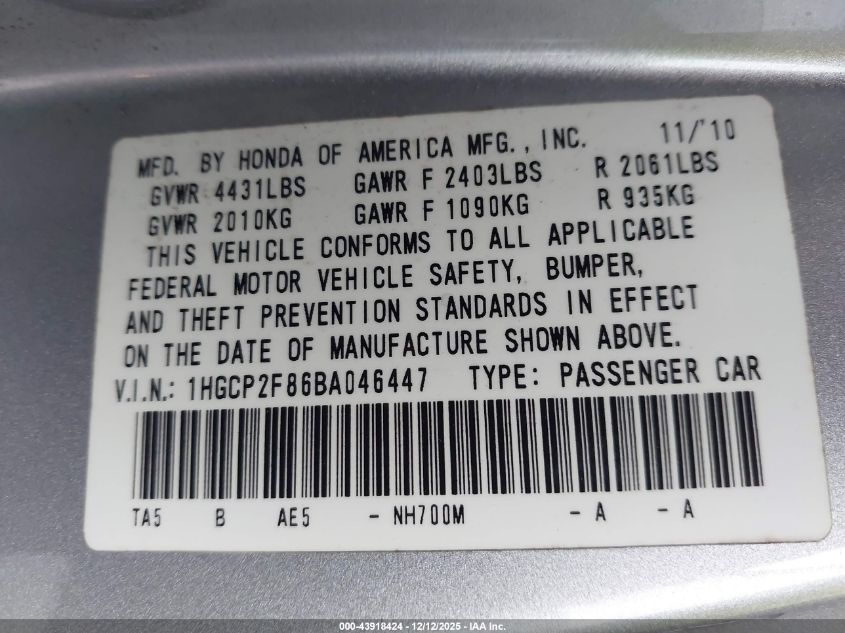 MFD. BY HONDA OF AMERICA MFG., INC. 11/'10
GVWR 4431LBS GAWR F 2403LBS R 2061LBS
GVWR 2010KG GAWR F 1090KG R 935KG
THIS VEHICLE CONFORMS TO ALL APPLICABLE
FEDERAL MOTOR VEHICLE SAFETY, BUMPER,
AND THEFT PREVENTION STANDARDS IN EFFECT
ON THE DATE OF MANUFACTURE SHOWN ABOVE.
V.I.N.: 1HGCP2F86BA046447 TYPE: PASSENGER CAR
TA5 B AE5 - NH700M - A - A
000-43918424 - 12/12/2025 - IAA Inc.